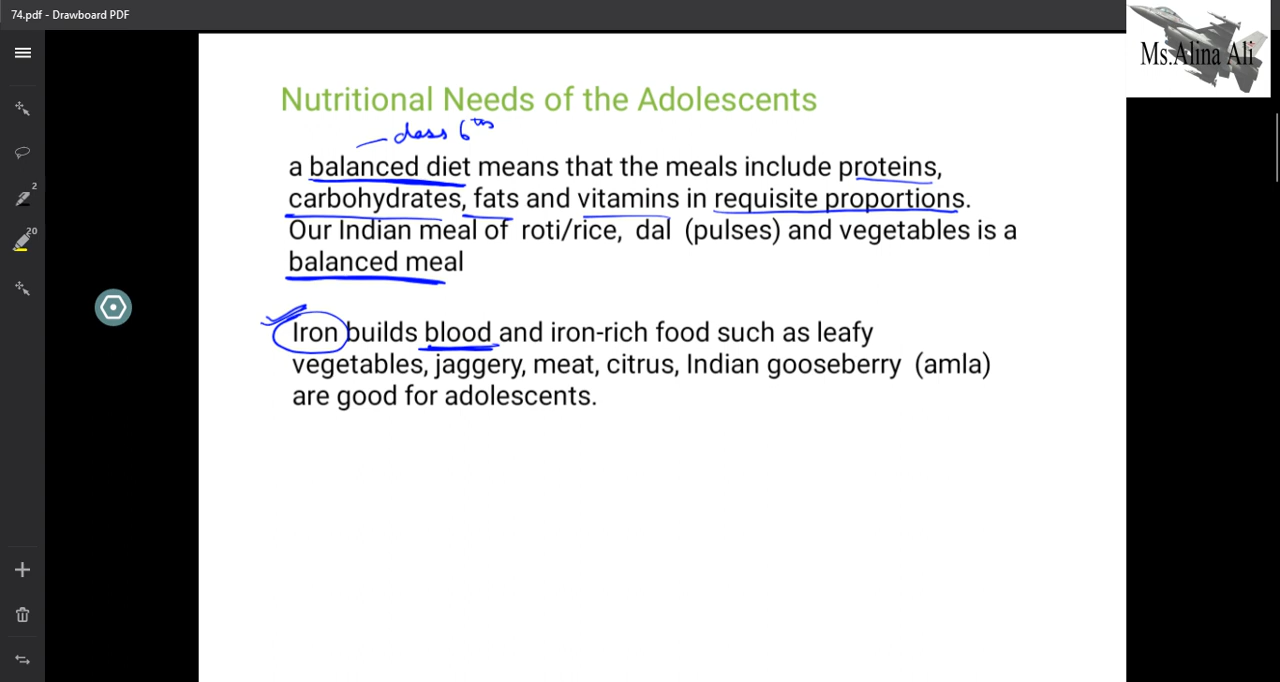 74.pdf - Drawboard PDF
Ms.Alina Ali
Nutritional Needs of the Adolescents
class 6th
a balanced diet means that the meals include proteins,
carbohydrates, fats and vitamins in requisite proportions.
Our Indian meal of roti/rice, dal (pulses) and vegetables is a
balanced meal
Iron builds blood and iron-rich food such as leafy
vegetables, jaggery, meat, citrus, Indian gooseberry (amla)
are good for adolescents.
2
20